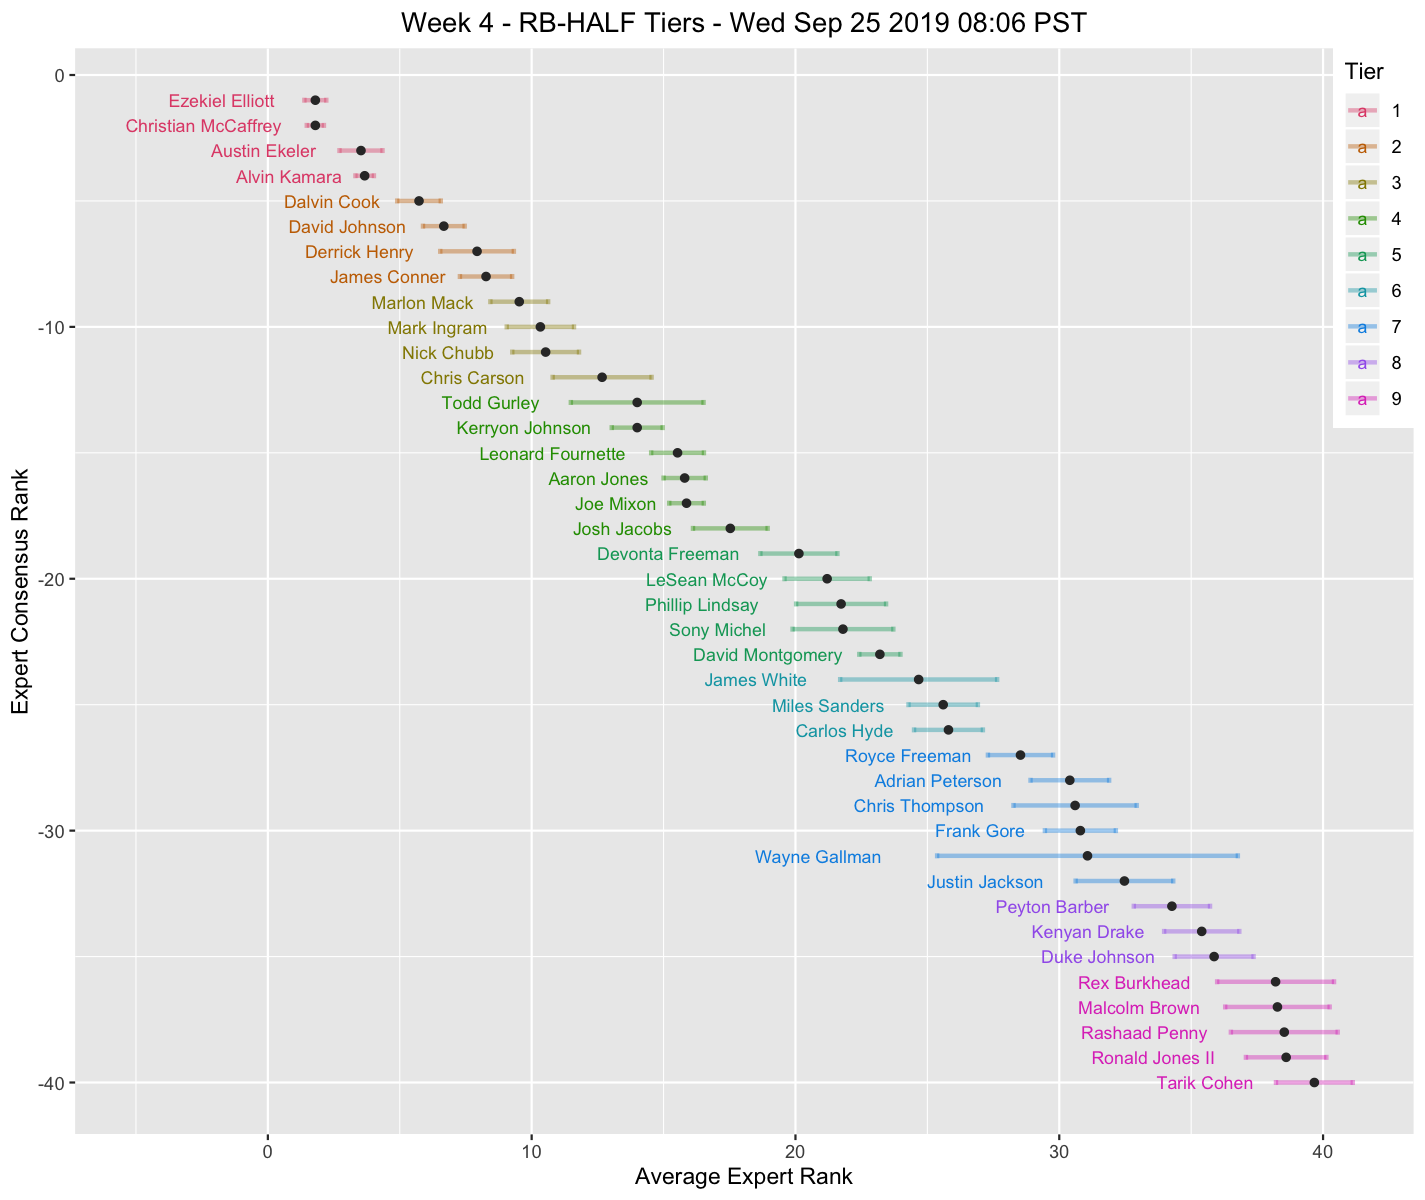 Week 4 - RB-HALF Tiers - Wed Sep 25 2019 08:06 PST
Tier
a 1
a 2
a 3
a 4
a 5
a 6
a 7
a 8
a 9
Expert Consensus Rank
0
-10
-20
-30
-40
Ezekiel Elliott
Christian McCaffrey
Austin Ekeler
Alvin Kamara
Dalvin Cook
David Johnson
Derrick Henry
James Conner
Marlon Mack
Mark Ingram
Nick Chubb
Chris Carson
Todd Gurley
Kerryon Johnson
Leonard Fournette
Aaron Jones
Joe Mixon
Josh Jacobs
Devonta Freeman
LeSean McCoy
Phillip Lindsay
Sony Michel
David Montgomery
James White
Miles Sanders
Carlos Hyde
Royce Freeman
Adrian Peterson
Chris Thompson
Frank Gore
Wayne Gallman
Justin Jackson
Peyton Barber
Kenyan Drake
Duke Johnson
Rex Burkhead
Malcolm Brown
Rashaad Penny
Ronald Jones II
Tarik Cohen
0 10 20 30 40
Average Expert Rank